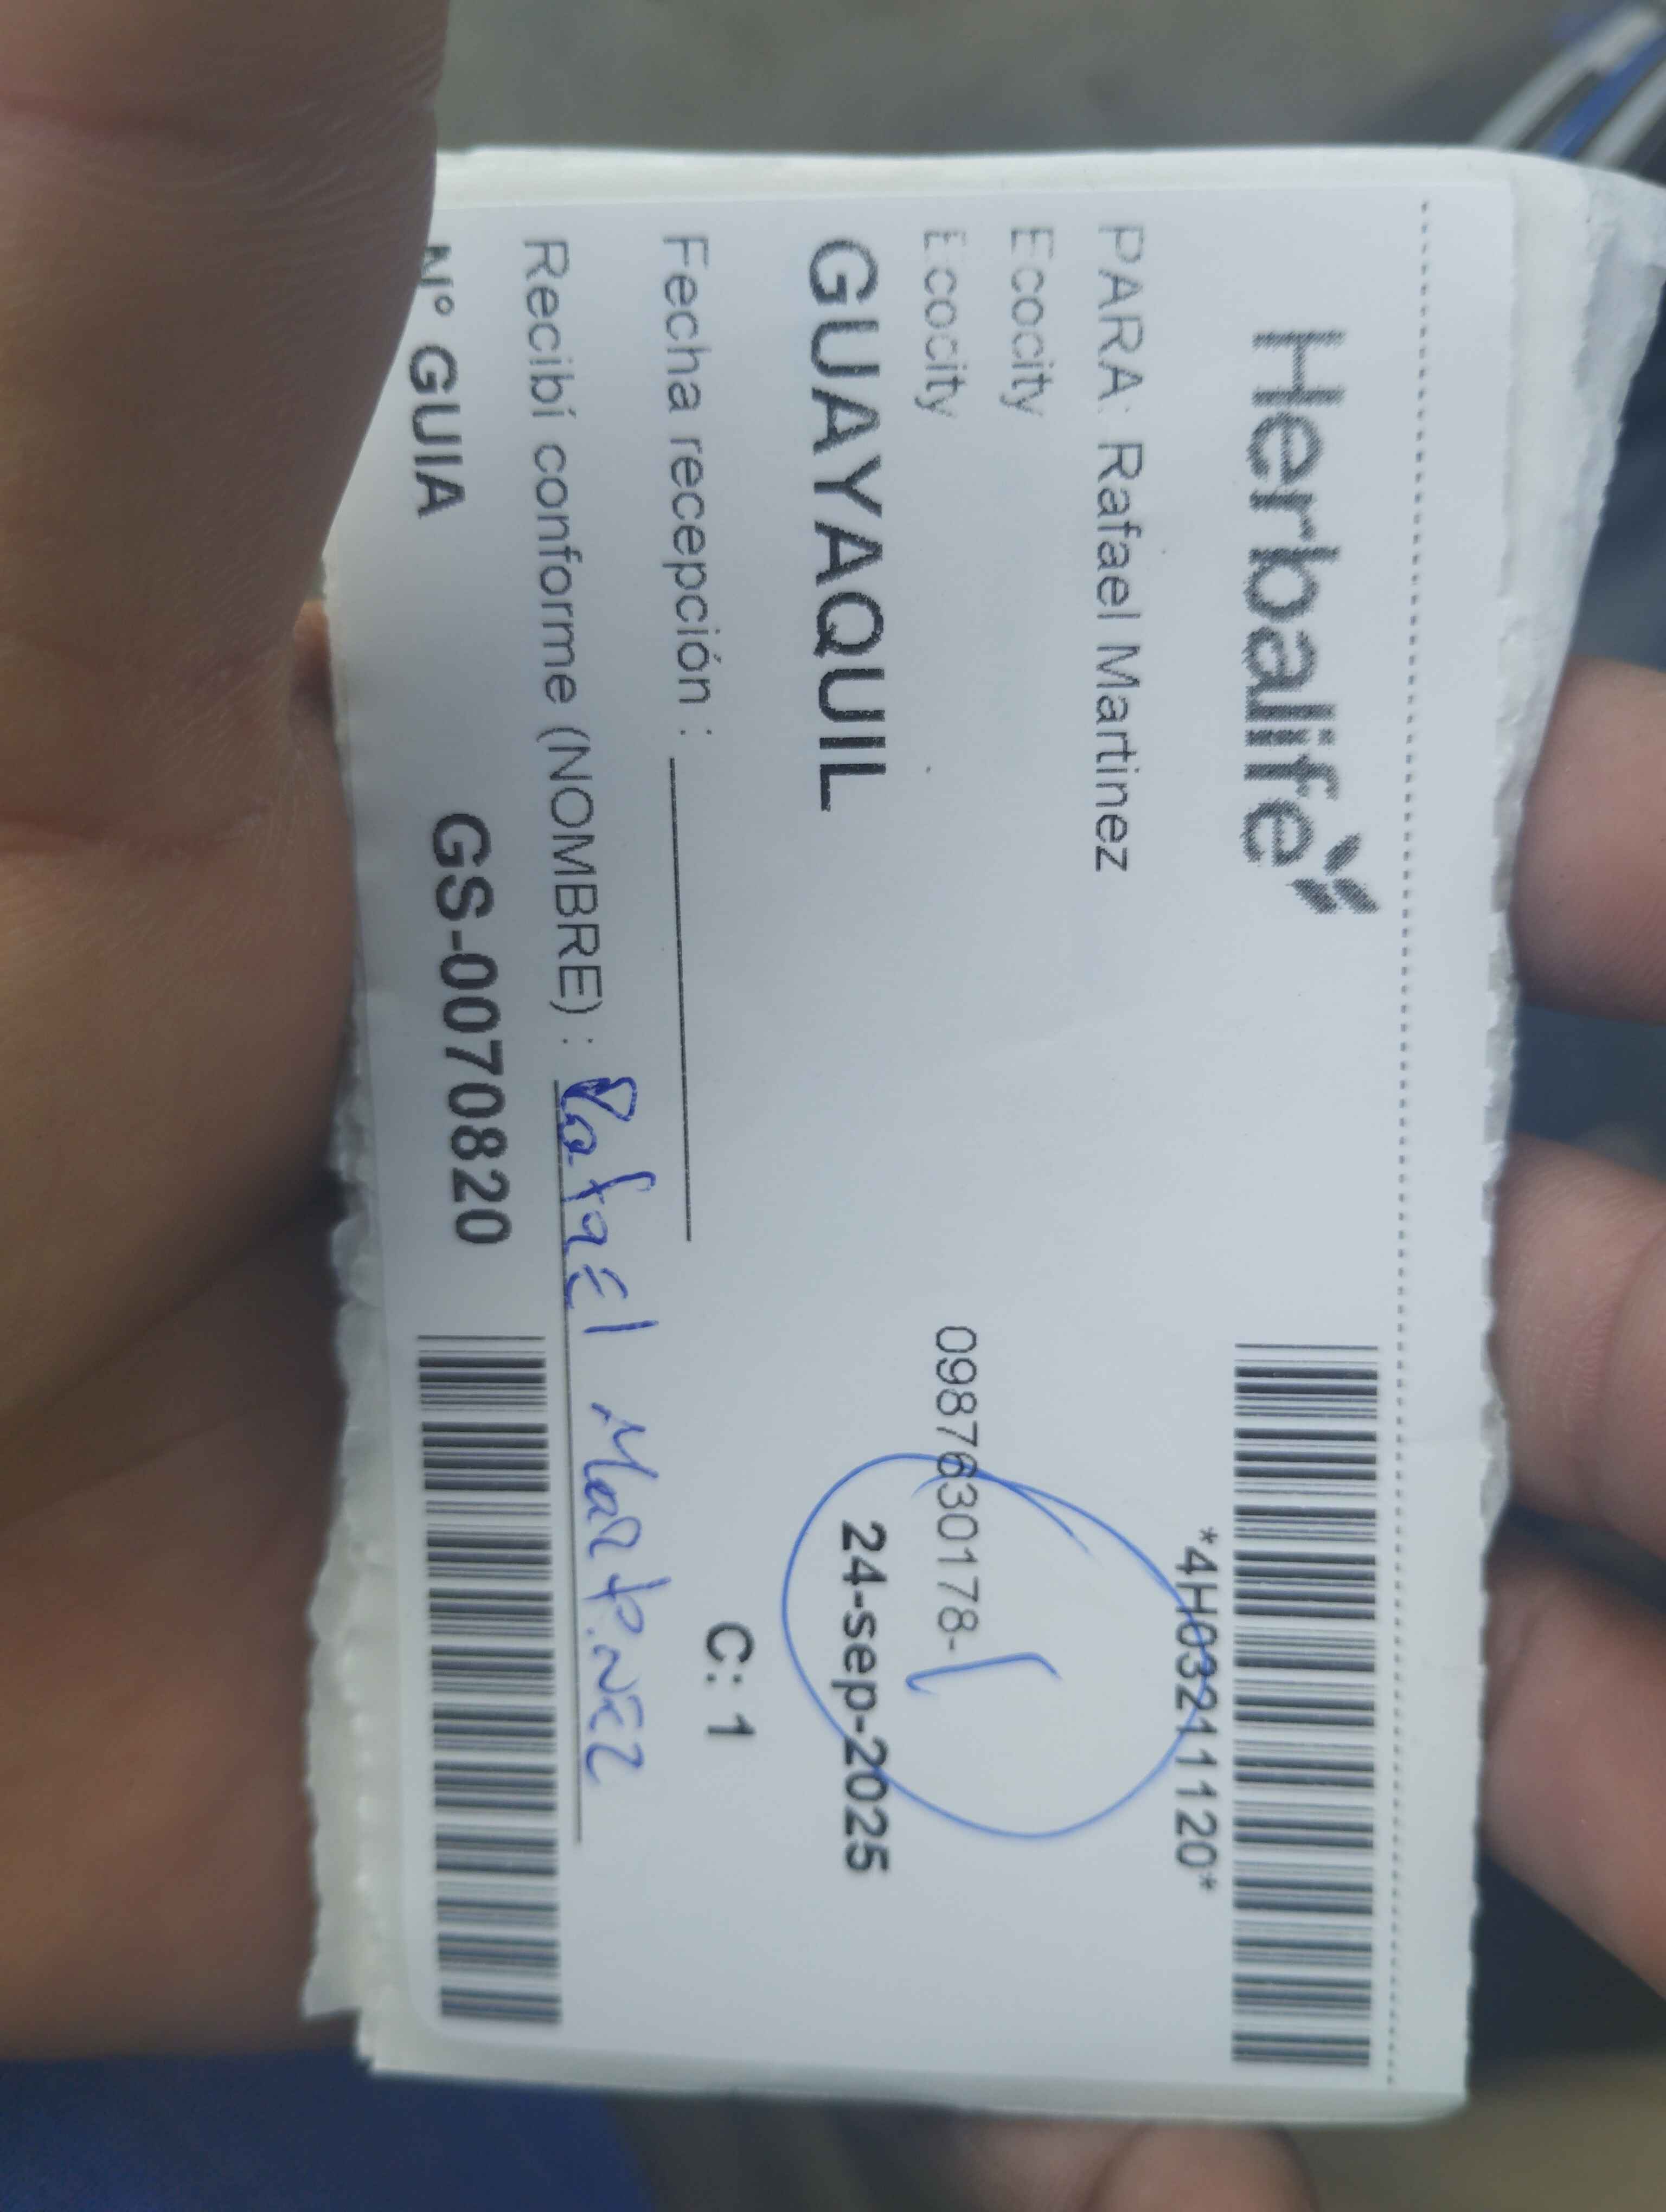 Herbalife
*4H03211120*
PARA: Rafael Martinez
Ecocity
Ecocity
0987630178-
GUAYAQUIL
24-sep-2025
C: 1
Fecha recepción :
Recibí conforme (NOMBRE) : Rafael Martinez
N° GUIA GS-0070820